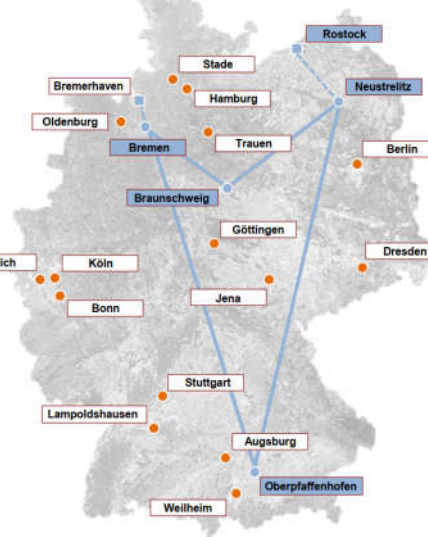 Rostock
Stade
Bremerhaven
Neustrelitz
Hamburg
Oldenburg
Trauen
Bremen
Berlin
Braunschweig
Göttingen
Dresden
ich
Köln
Jena
Bonn
Stuttgart
Lampoldshausen
Augsburg
Oberpfaffenhofen
Weilheim